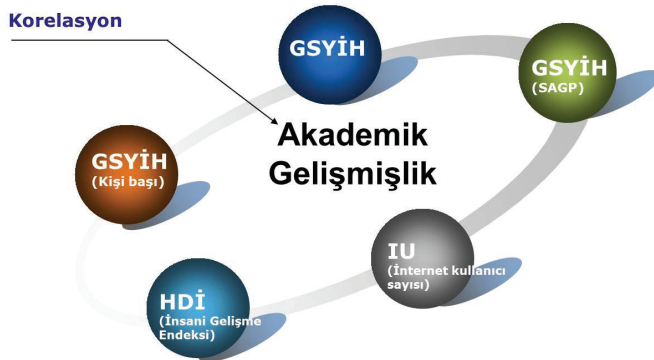 Korelasyon
GSYİH
GSYİH
(SAGP)
Akademik
Gelişmişlik
GSYİH
(Kişi başı)
IU
(İnternet kullanıcı
sayısı)
HDİ
(İnsani Gelişme
Endeksi)